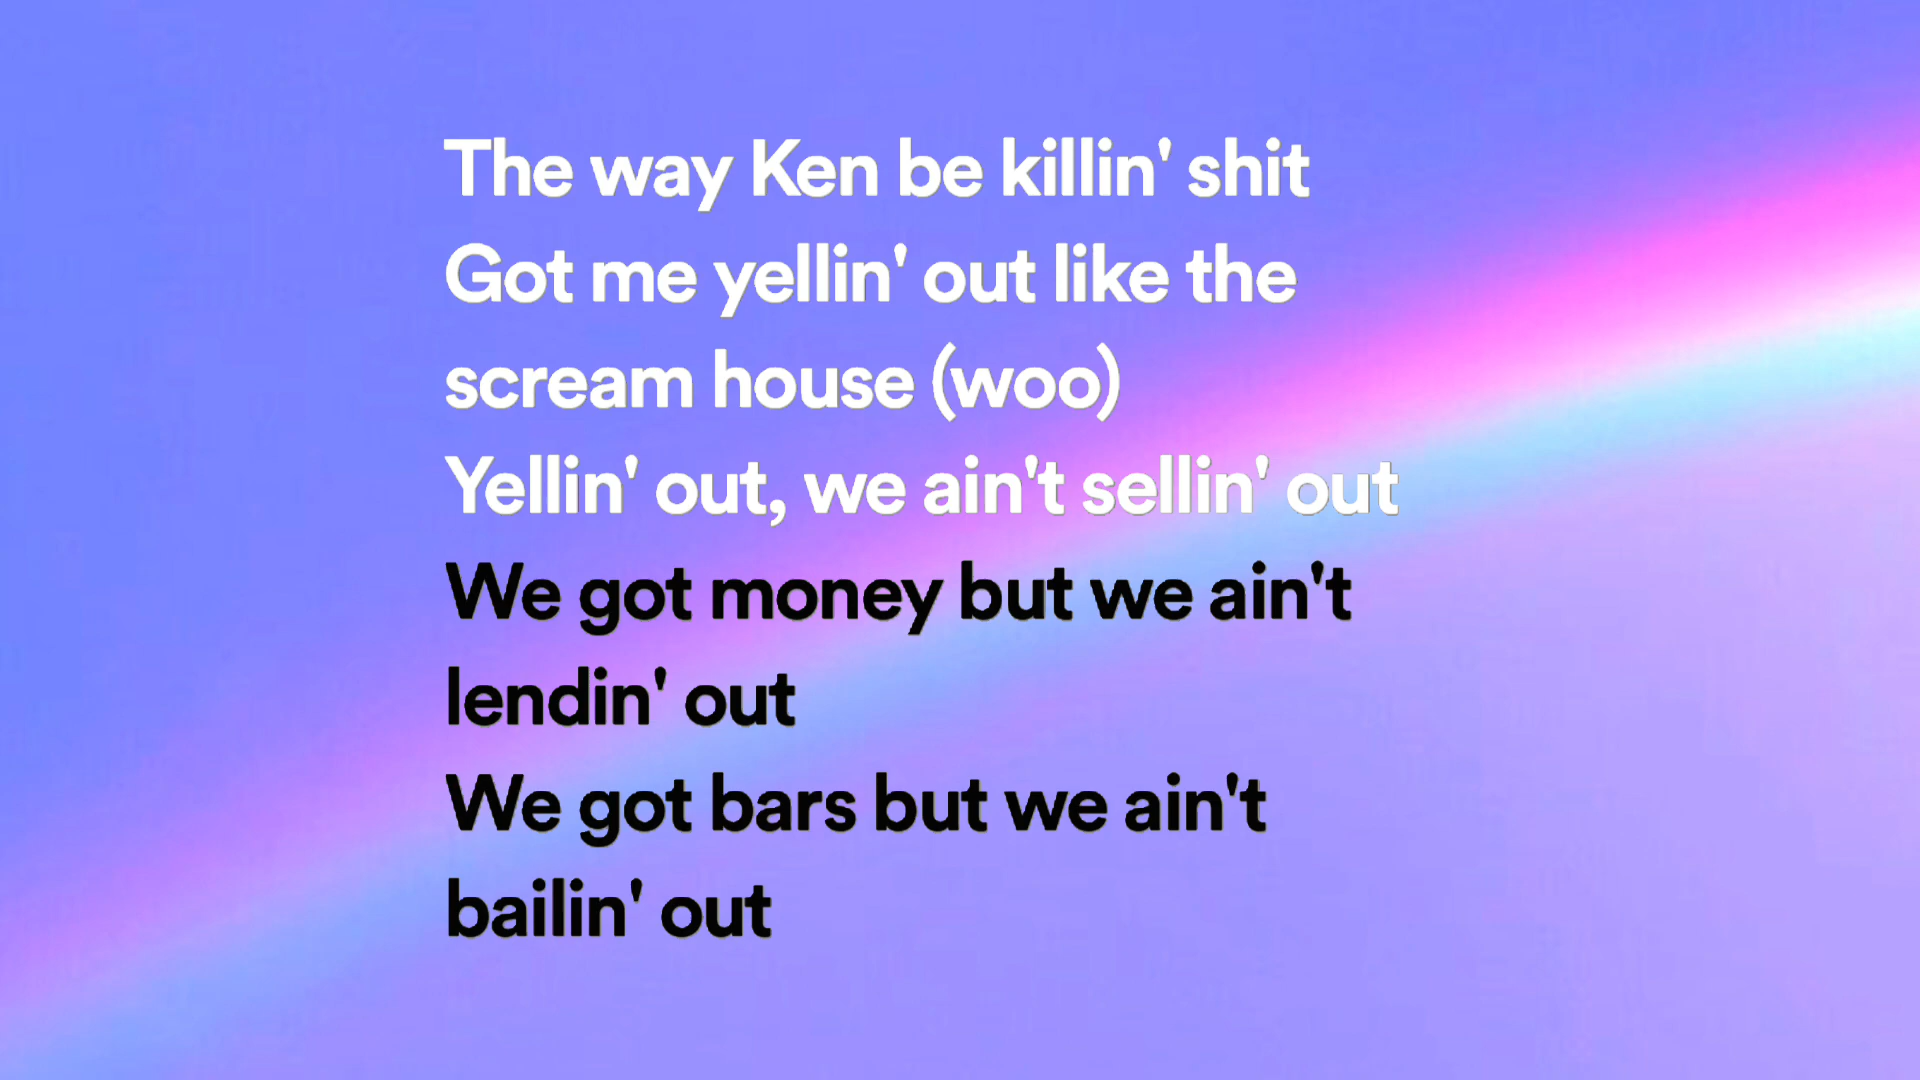 The way Ken be killin' shit
Got me yellin' out like the
scream house (woo)
Yellin' out, we ain't sellin' out
We got money but we ain't
lendin' out
We got bars but we ain't
bailin' out